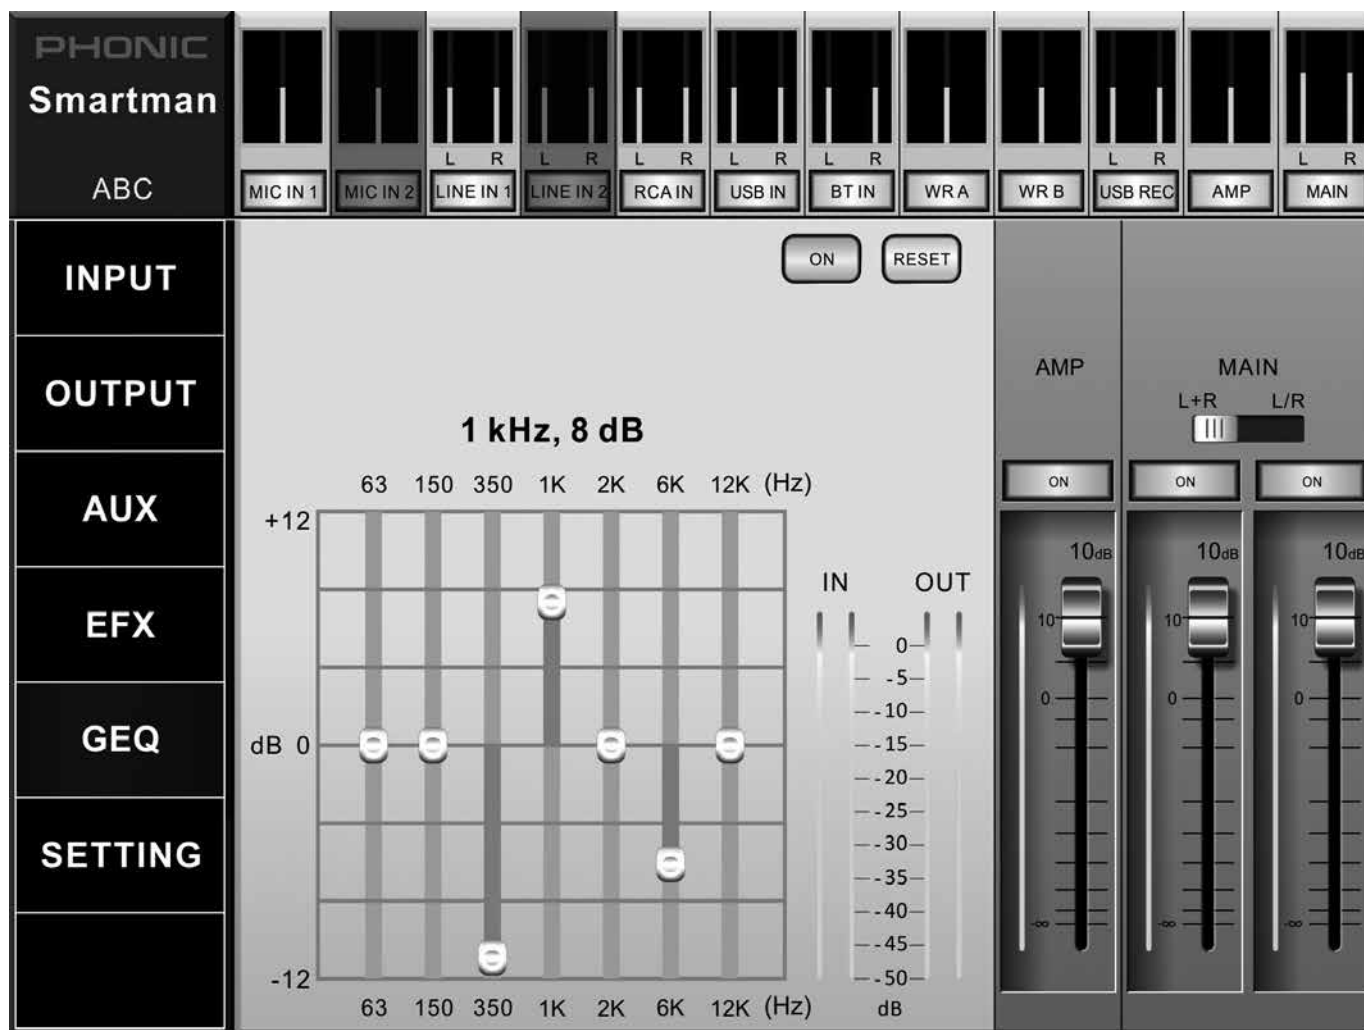 PHONIC
Smartman
ABC
L R L R L R L R L R L R L R
MIC IN 1 MIC IN 2 LINE IN 1 LINE IN 2 RCA IN USB IN BT IN WR A WR B USB REC AMP MAIN
INPUT
OUTPUT
AUX
EFX
GEQ
SETTING
ON RESET
1 kHz, 8 dB
63 150 350 1K 2K 6K 12K (Hz)
+12
dB 0
-12
63 150 350 1K 2K 6K 12K (Hz)
IN OUT
0
-5
-10
-15
-20
-25
-30
-35
-40
-45
-50
dB
AMP MAIN
L+R L/R
ON ON ON
10dB 10dB 10dB
10 10 10
0 0 0
-∞ -∞ -∞